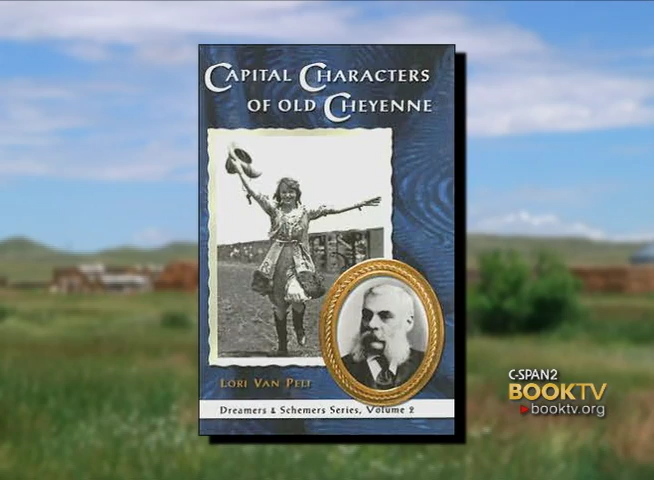 CAPITAL CHARACTERS
OF OLD CHEYENNE
LORI VAN PELT
Dreamers & Schemers Series, Volume 2
C-SPAN2
BOOKTV
booktv.org